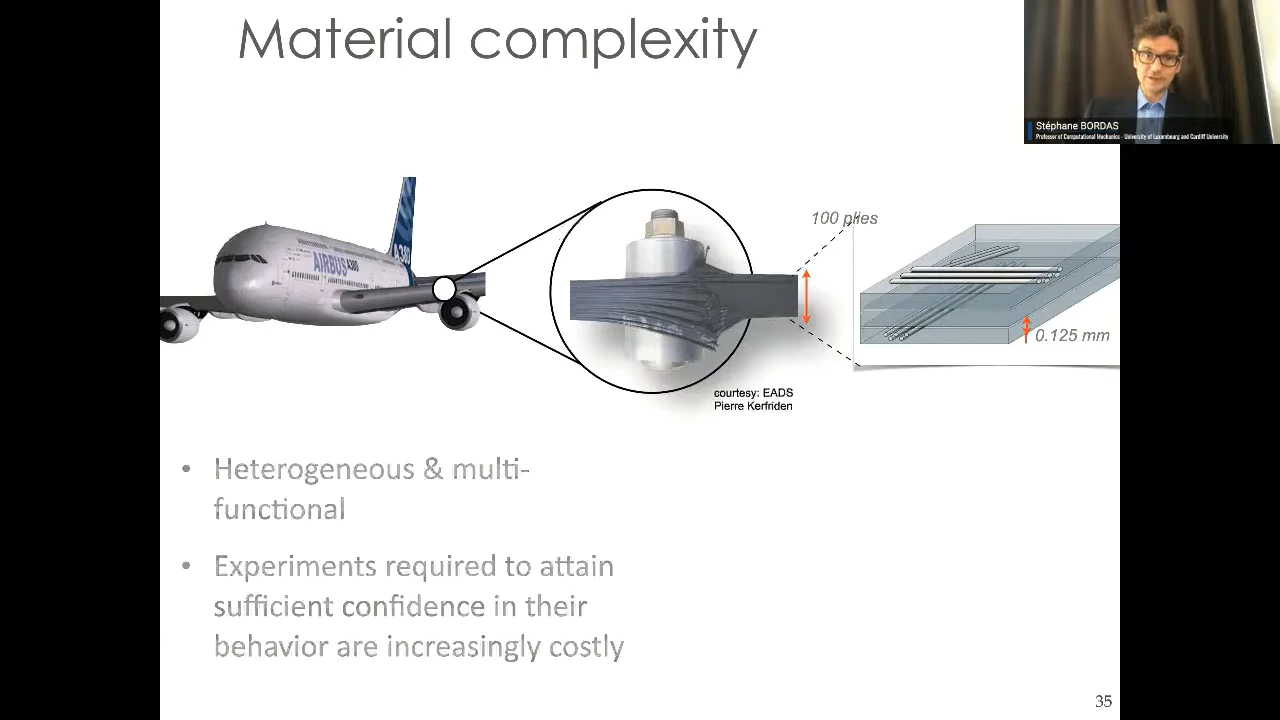 Material complexity
Stéphane BORDAS
Professor of Computational Mechanics - University of Luxembourg and Cardiff University
AIRBUS A380
A380
100 plies
0.125 mm
courtesy: EADS
Pierre Kerfriden
• Heterogeneous & multi-
functional
• Experiments required to attain
sufficient confidence in their
behavior are increasingly costly
35